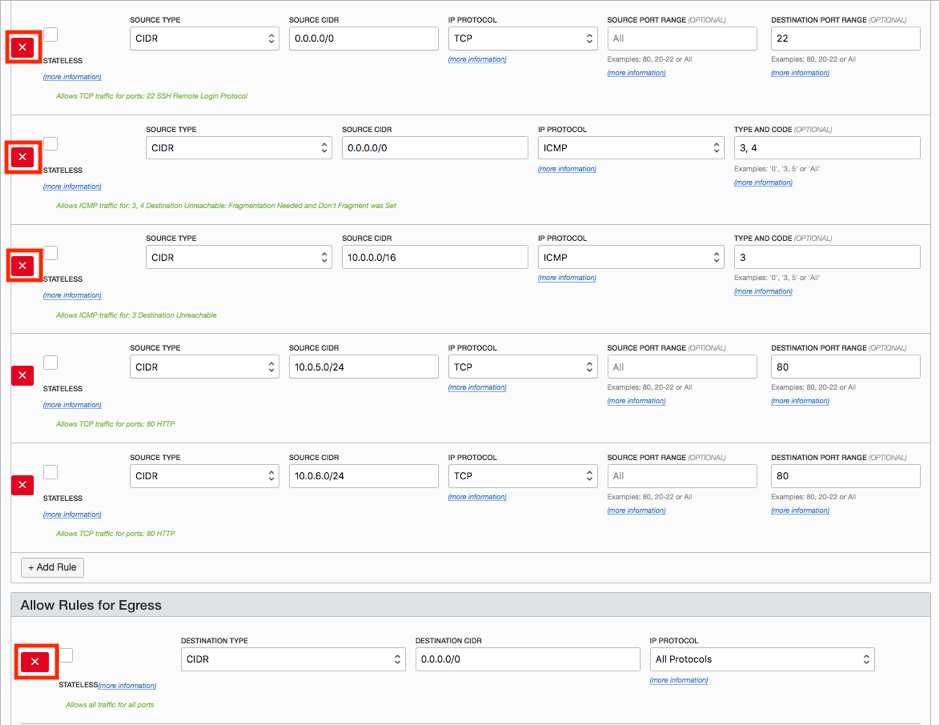 SOURCE TYPE SOURCE CIDR IP PROTOCOL SOURCE PORT RANGE (OPTIONAL) DESTINATION PORT RANGE (OPTIONAL)
CIDR 0.0.0.0/0 TCP All 22
STATELESS (more information) Examples: 80, 20-22 or All Examples: 80, 20-22 or All
(more information) (more information) (more information)
Allows TCP traffic for ports: 22 SSH Remote Login Protocol
SOURCE TYPE SOURCE CIDR IP PROTOCOL TYPE AND CODE (OPTIONAL)
CIDR 0.0.0.0/0 ICMP 3, 4
STATELESS (more information) Examples: '0', '3, 5' or 'All'
(more information) (more information)
Allows ICMP traffic for: 3, 4 Destination Unreachable: Fragmentation Needed and Don't Fragment was Set
SOURCE TYPE SOURCE CIDR IP PROTOCOL TYPE AND CODE (OPTIONAL)
CIDR 10.0.0.0/16 ICMP 3
STATELESS (more information) Examples: '0', '3, 5' or 'All'
(more information) (more information)
Allows ICMP traffic for: 3 Destination Unreachable
SOURCE TYPE SOURCE CIDR IP PROTOCOL SOURCE PORT RANGE (OPTIONAL) DESTINATION PORT RANGE (OPTIONAL)
CIDR 10.0.5.0/24 TCP All 80
STATELESS (more information) Examples: 80, 20-22 or All Examples: 80, 20-22 or All
(more information) (more information) (more information)
Allows TCP traffic for ports: 80 HTTP
SOURCE TYPE SOURCE CIDR IP PROTOCOL SOURCE PORT RANGE (OPTIONAL) DESTINATION PORT RANGE (OPTIONAL)
CIDR 10.0.6.0/24 TCP All 80
STATELESS (more information) Examples: 80, 20-22 or All Examples: 80, 20-22 or All
(more information) (more information) (more information)
Allows TCP traffic for ports: 80 HTTP
+ Add Rule
Allow Rules for Egress
DESTINATION TYPE DESTINATION CIDR IP PROTOCOL
CIDR 0.0.0.0/0 All Protocols
STATELESS(more information) (more information)
Allows all traffic for all ports